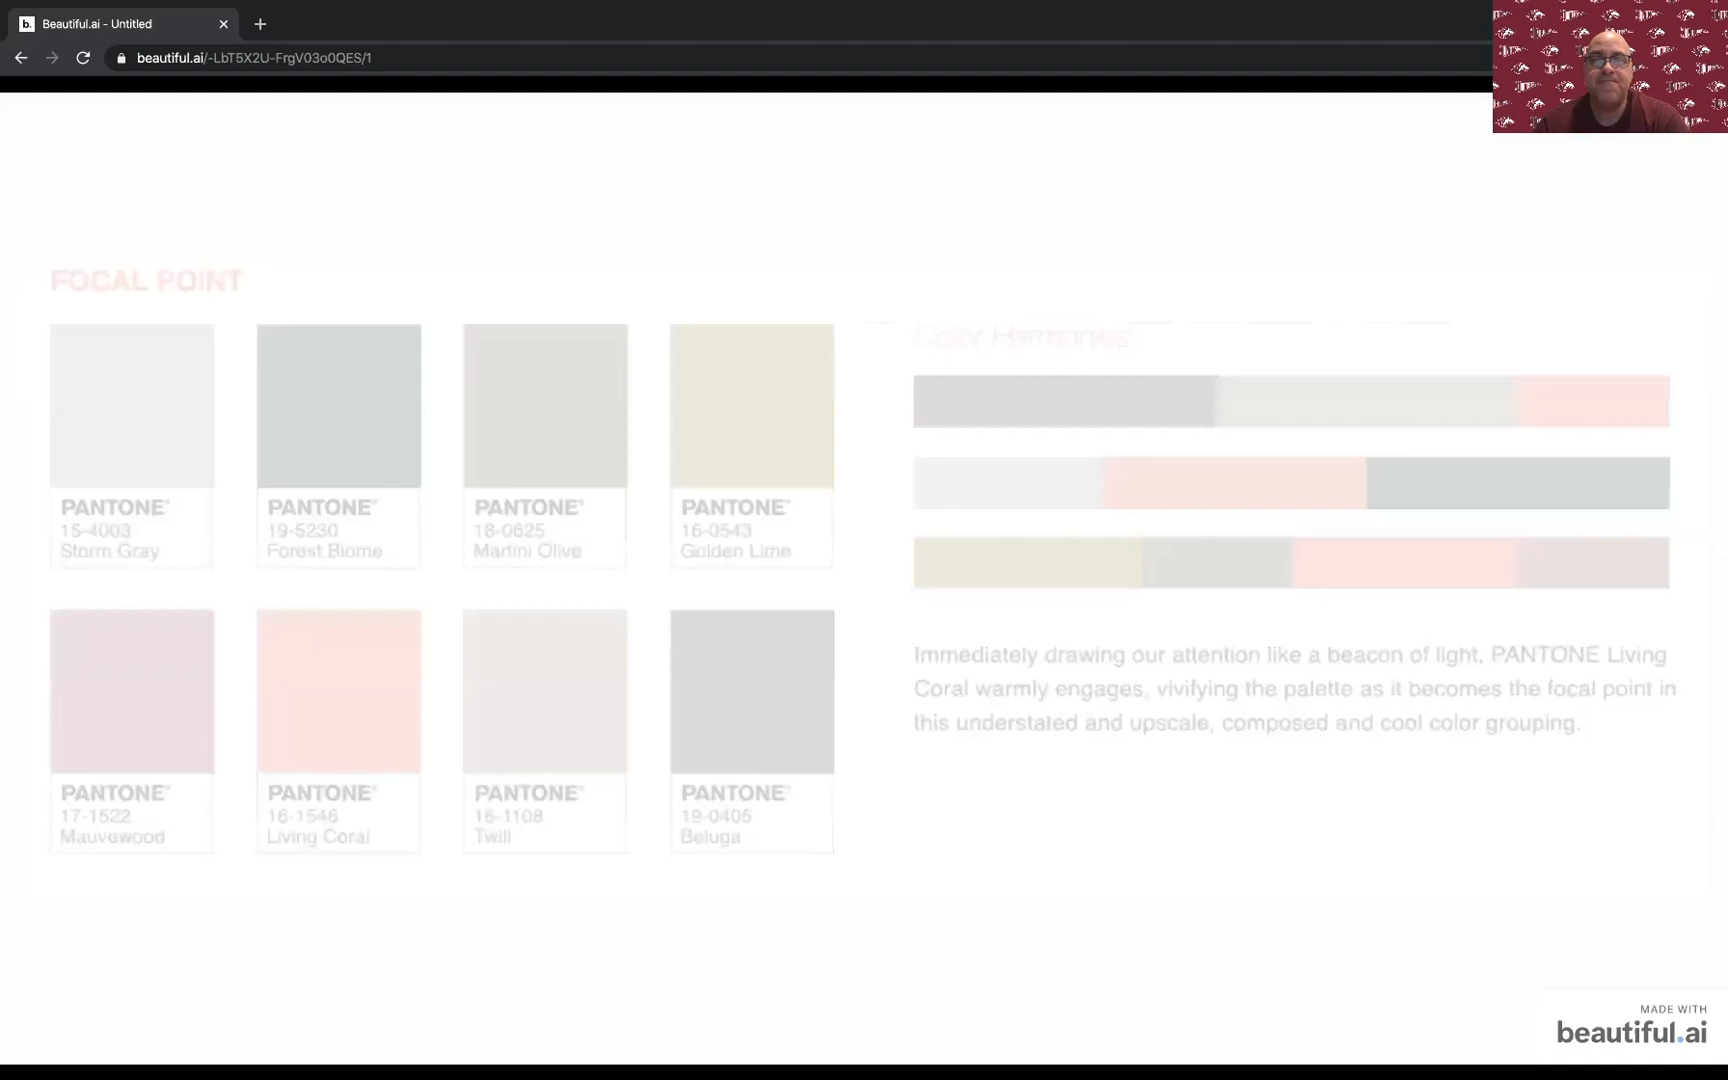 Beautiful.ai - Untitled
beautiful.ai/-LbT5X2U-FrgV03o0QES/1
FOCAL POINT
PANTONE®
15-4003
Storm Gray
PANTONE®
19-5230
Forest Biome
PANTONE®
18-0625
Martini Olive
PANTONE®
16-0543
Golden Lime
PANTONE®
17-1522
Mauvewood
PANTONE®
16-1546
Living Coral
PANTONE®
16-1108
Twill
PANTONE®
19-0405
Beluga
Color Harmonies
Immediately drawing our attention like a beacon of light, PANTONE Living
Coral warmly engages, vivifying the palette as it becomes the focal point in
this understated and upscale, composed and cool color grouping.
MADE WITH
beautiful.ai